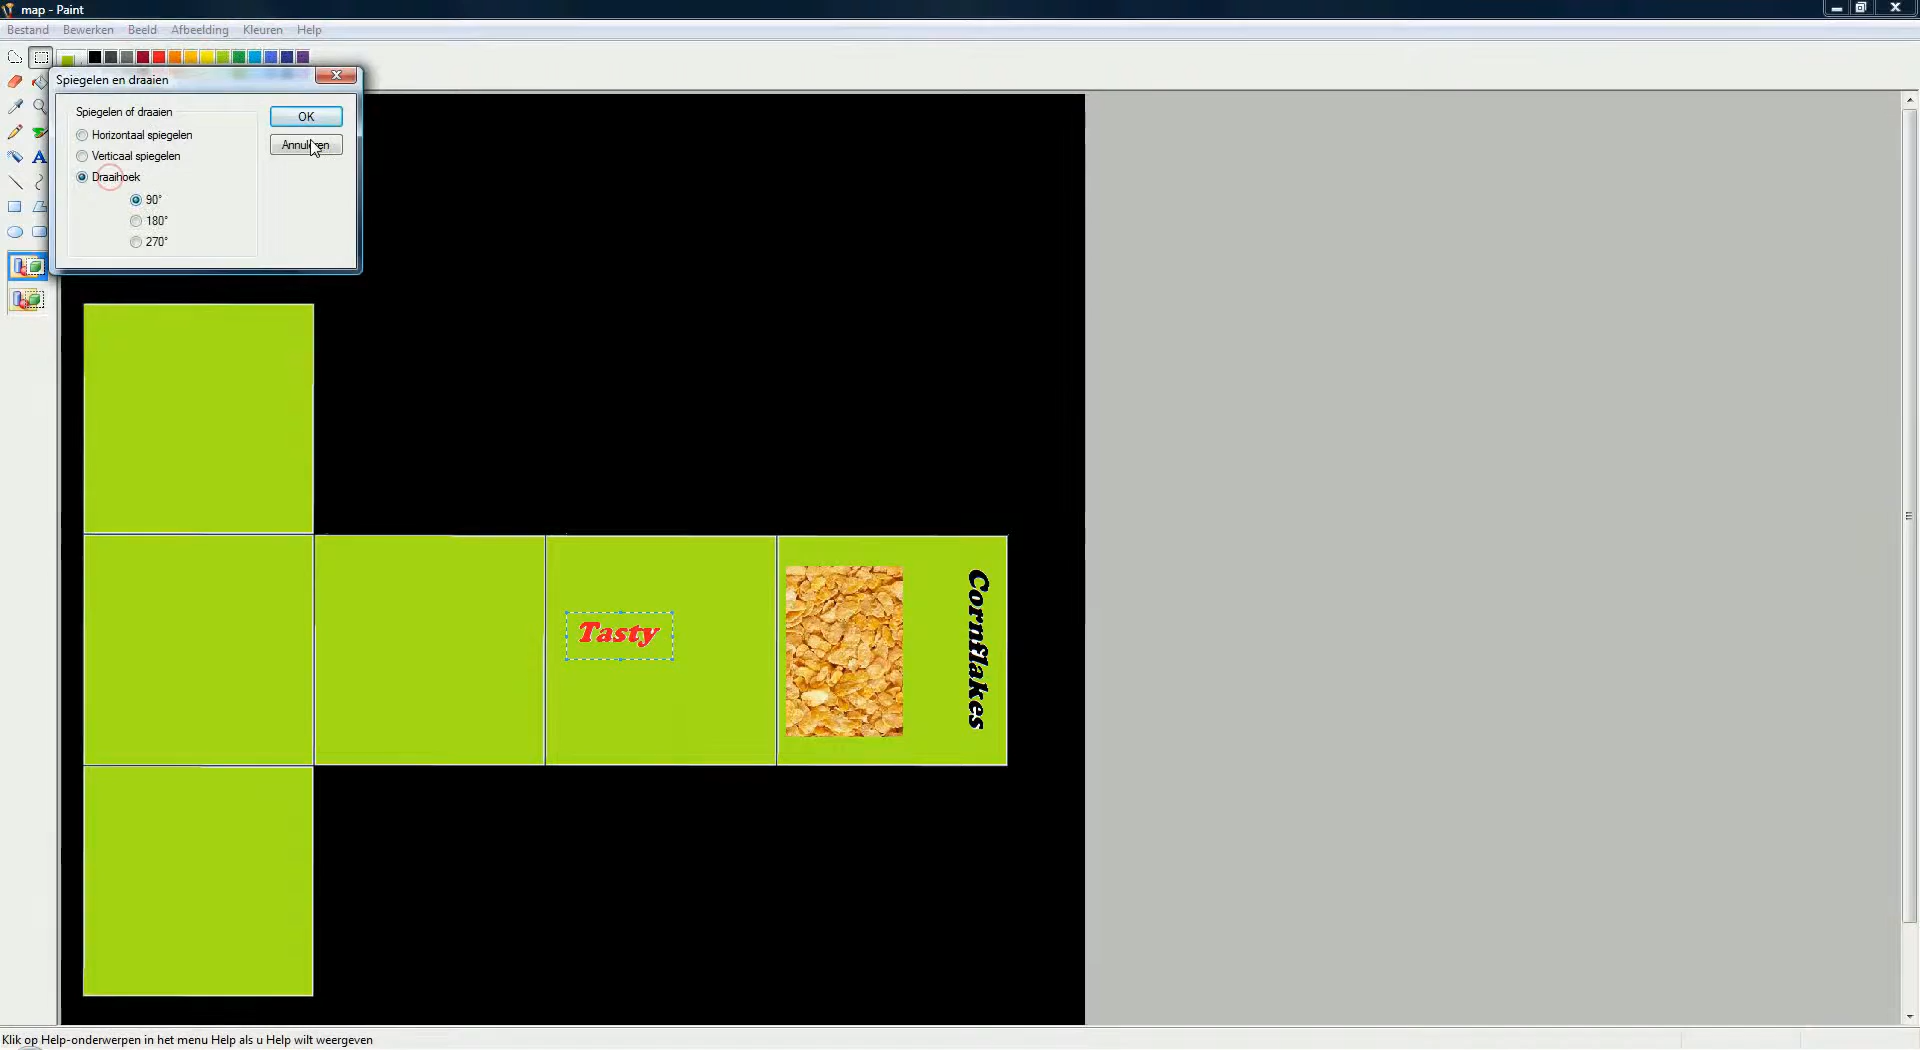 map - Paint
Bestand Bewerken Beeld Afbeelding Kleuren Help
Spiegelen en draaien
Spiegelen of draaien
OK
Horizontaal spiegelen
Annuleren
Verticaal spiegelen
Draaihoek
90°
180°
270°
A
Tasty
Cornflakes
Klik op Help-onderwerpen in het menu Help als u Help wilt weergeven